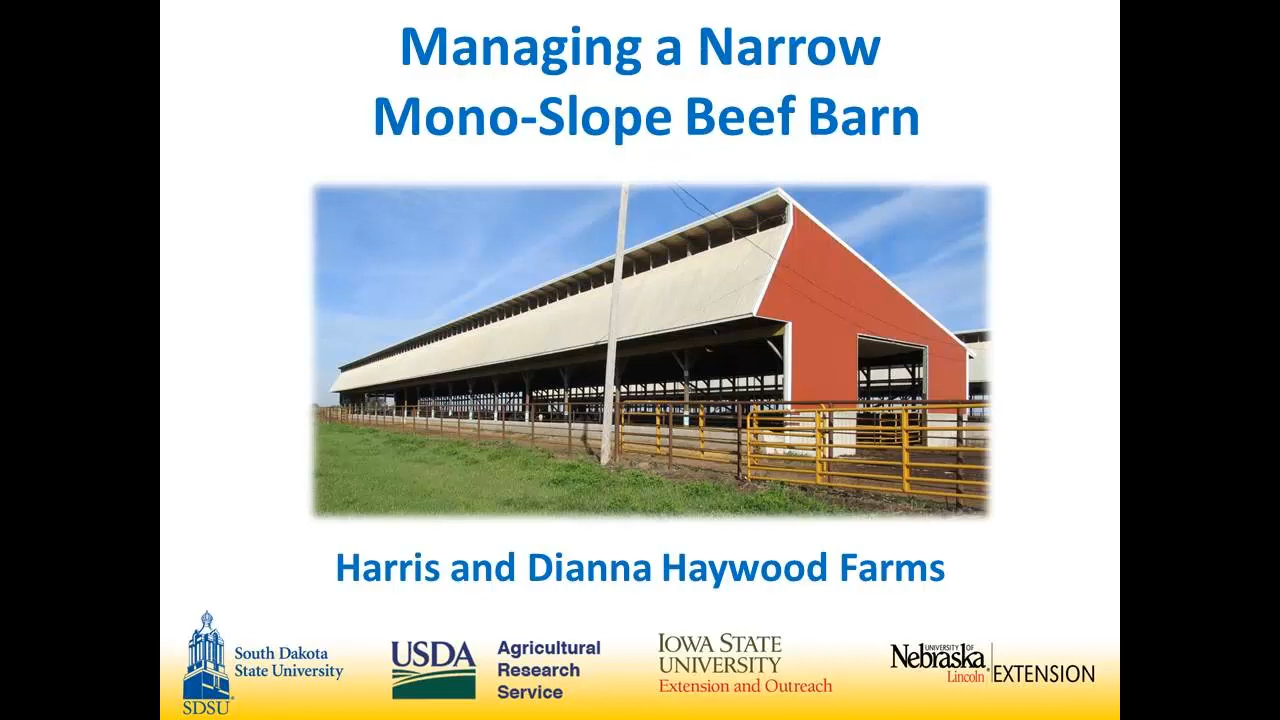 Managing a Narrow
Mono-Slope Beef Barn
Harris and Dianna Haywood Farms
SDSU
South Dakota
State University
USDA
Agricultural
Research
Service
IOWA STATE
UNIVERSITY
Extension and Outreach
UNIVERSITY OF
Nebraska
Lincoln
EXTENSION